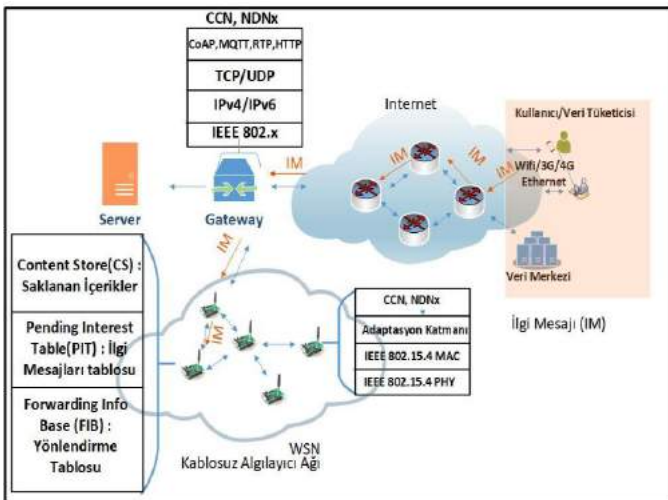 CCN, NDNx
CoAP,MQTT,RTP,HTTP
TCP/UDP
IPv4/IPv6
IEEE 802.x
Internet
Kullanıcı/Veri Tüketicisi
Wifi/3G/4G
Ethernet
IM
IM
IM
IM
IM
Server
Gateway
Veri Merkezi
İlgi Mesajı (IM)
IM
IM
Content Store(CS) :
Saklanan İçerikler
Pending Interest
Table(PIT) : İlgi
Mesajları tablosu
Forwarding Info
Base (FIB) :
Yönlendirme
Tablosu
CCN, NDNx
Adaptasyon Katmanı
IEEE 802.15.4 MAC
IEEE 802.15.4 PHY
WSN
Kablosuz Algılayıcı Ağı